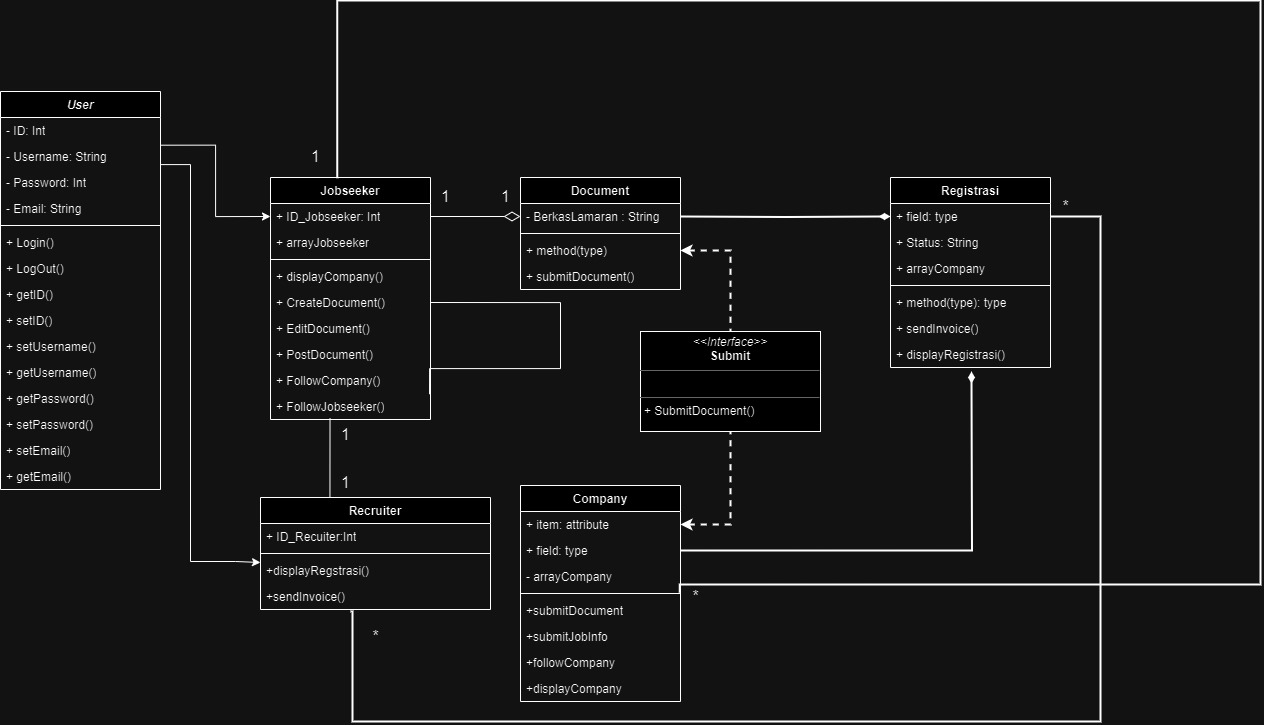 User
- ID: Int
- Username: String
- Password: Int
- Email: String
+ Login()
+ LogOut()
+ getID()
+ setID()
+ setUsername()
+ getUsername()
+ getPassword()
+ setPassword()
+ setEmail()
+ getEmail()
1
Jobseeker
+ ID_Jobseeker: Int
+ arrayJobseeker
+ displayCompany()
+ CreateDocument()
+ EditDocument()
+ PostDocument()
+ FollowCompany()
+ FollowJobseeker()
1
1
Document
- BerkasLamaran : String
+ method(type)
+ submitDocument()
Registrasi
+ field: type
+ Status: String
+ arrayCompany
+ method(type): type
+ sendInvoice()
+ displayRegistrasi()
*
<<Interface>>
Submit
+ SubmitDocument()
1
1
Recruiter
+ ID_Recuiter:Int
+displayRegstrasi()
+sendInvoice()
*
Company
+ item: attribute
+ field: type
- arrayCompany
+submitDocument
+submitJobInfo
+followCompany
+displayCompany
*